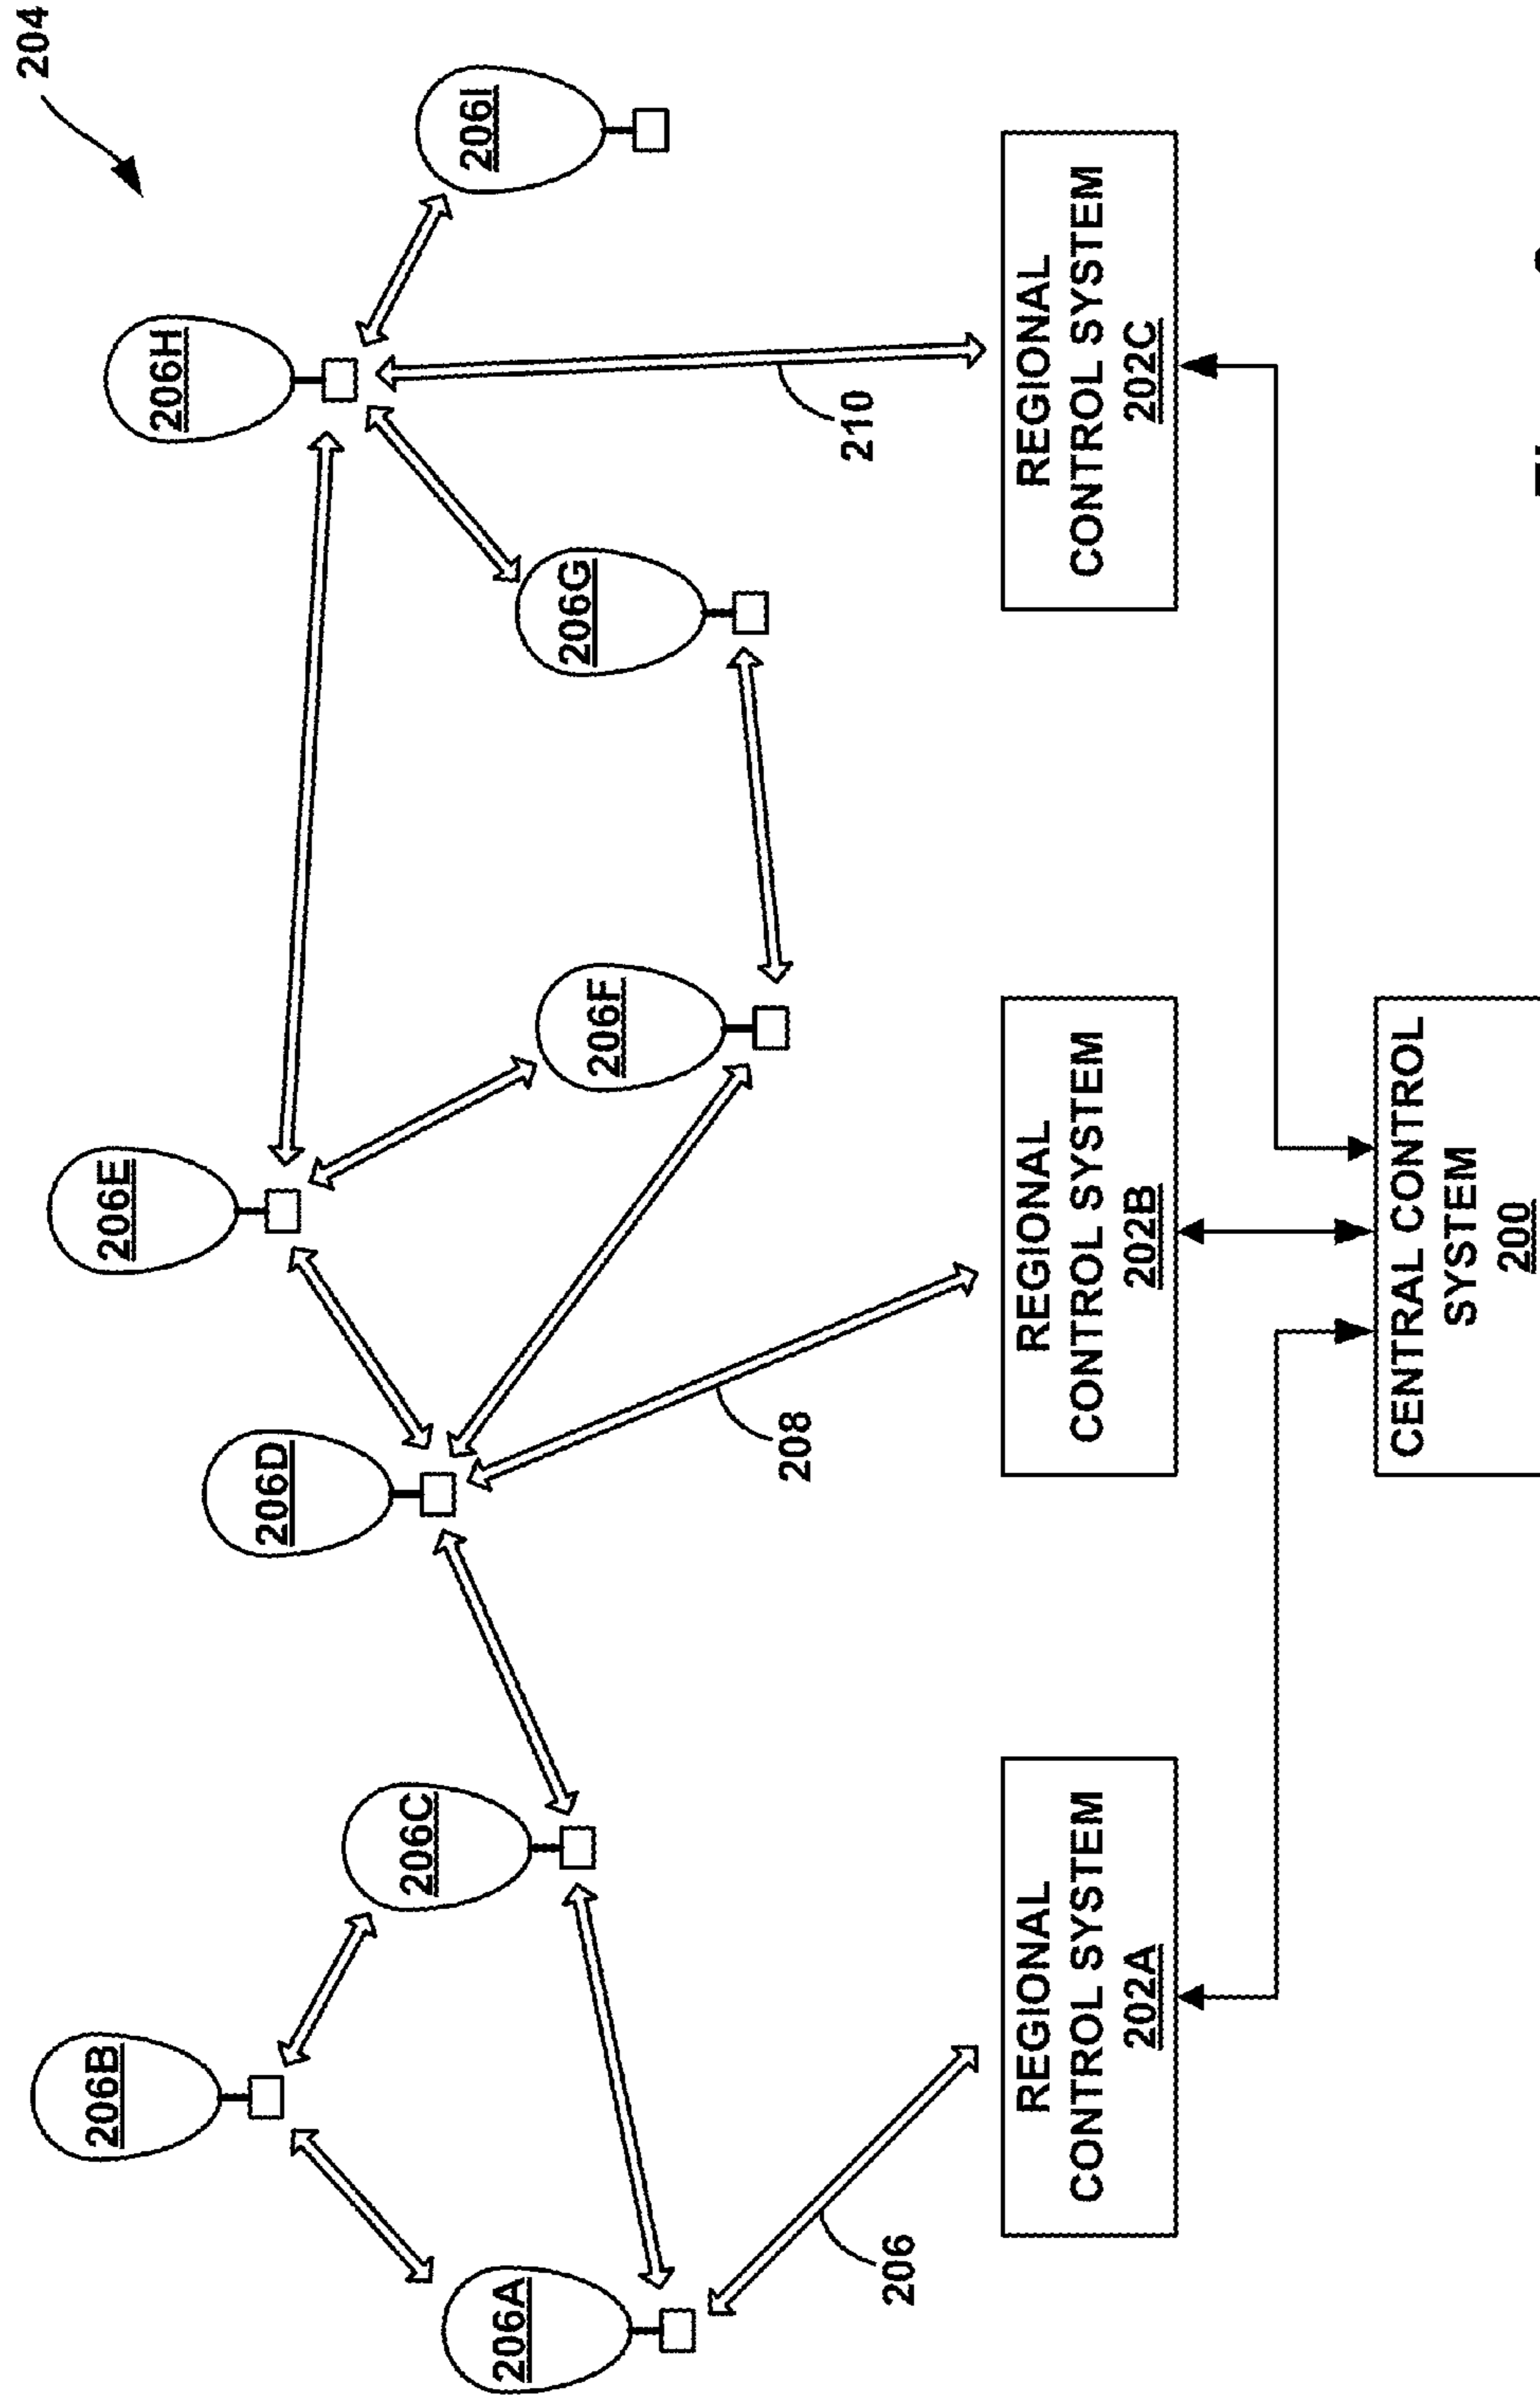 204
206B
206E
206H
206D
206C
206I
206A
206F
206G
206
208
210
REGIONAL
CONTROL SYSTEM
202A
REGIONAL
CONTROL SYSTEM
202B
REGIONAL
CONTROL SYSTEM
202C
CENTRAL CONTROL
SYSTEM
200